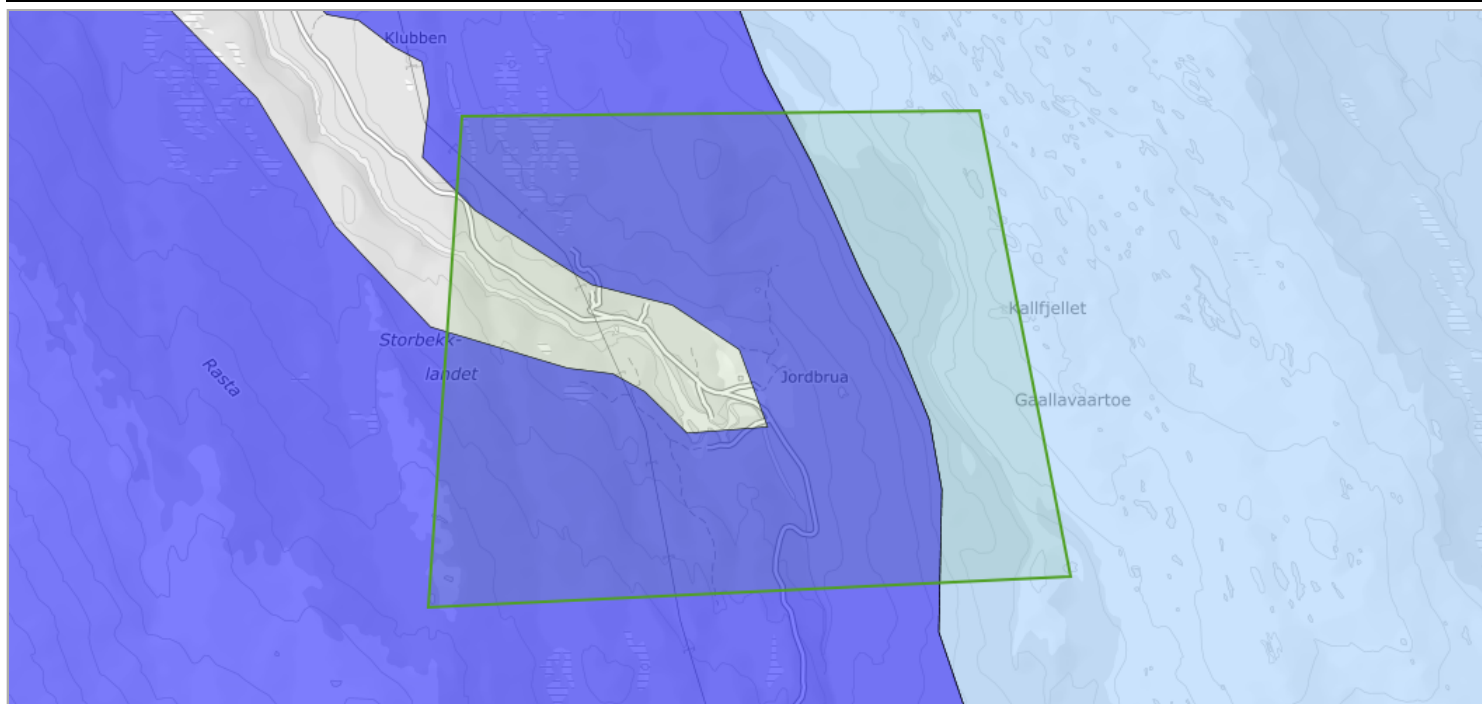 Klubben
Kallfjellet
Storbekk-
landet
Rasta
Jordbrua
Gaallavaartoe